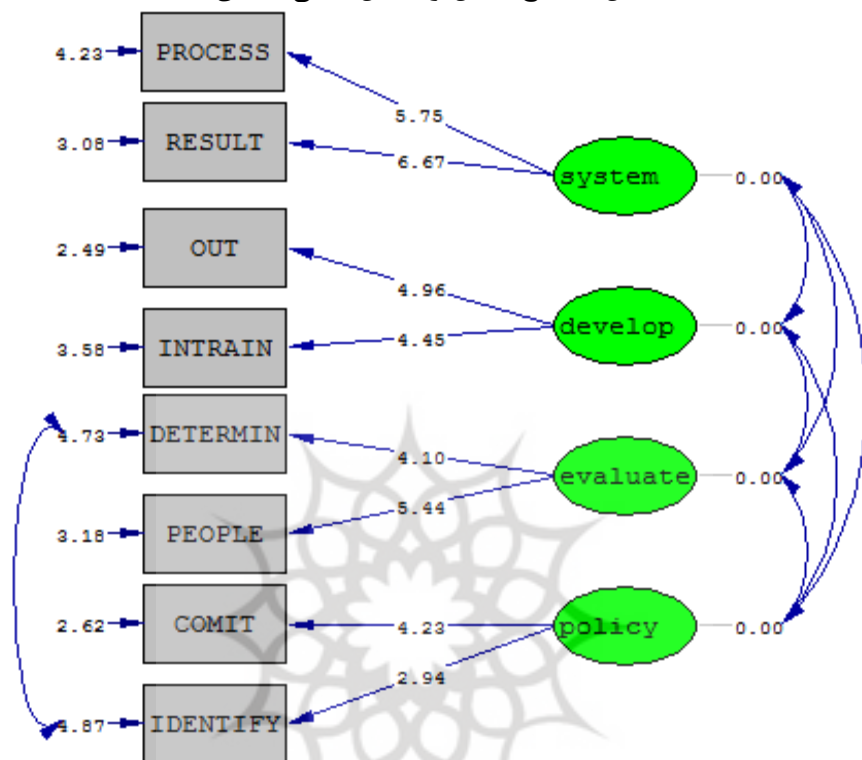 4.23 PROCESS
5.75
3.08 RESULT
6.67
system 0.00
2.49 OUT
4.96
develop 0.00
3.58 INTRAIN
4.45
4.73 DETERMIN
4.10
evaluate 0.00
5.44
3.18 PEOPLE
2.62 COMIT
4.23
policy 0.00
2.94
4.87 IDENTIFY